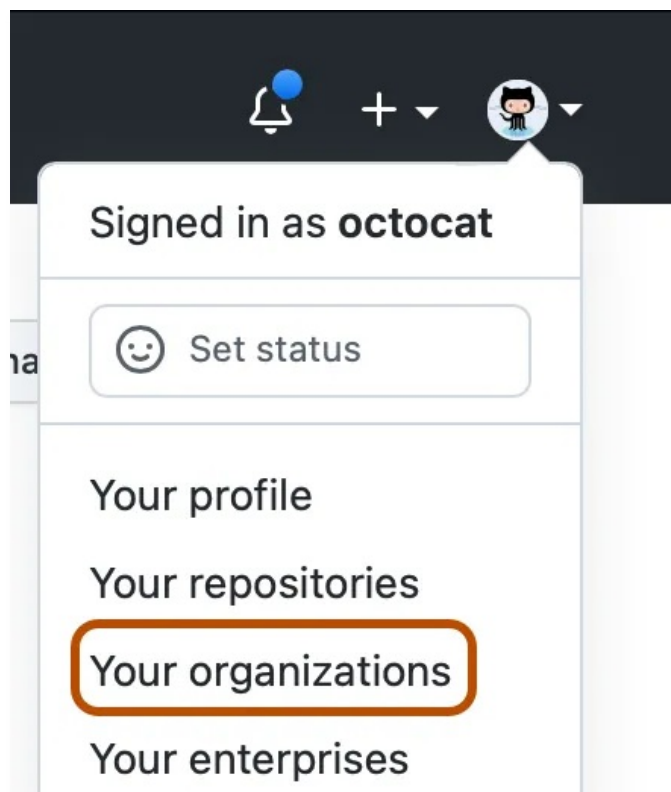 Signed in as octocat
Set status
Your profile
Your repositories
Your organizations
Your enterprises